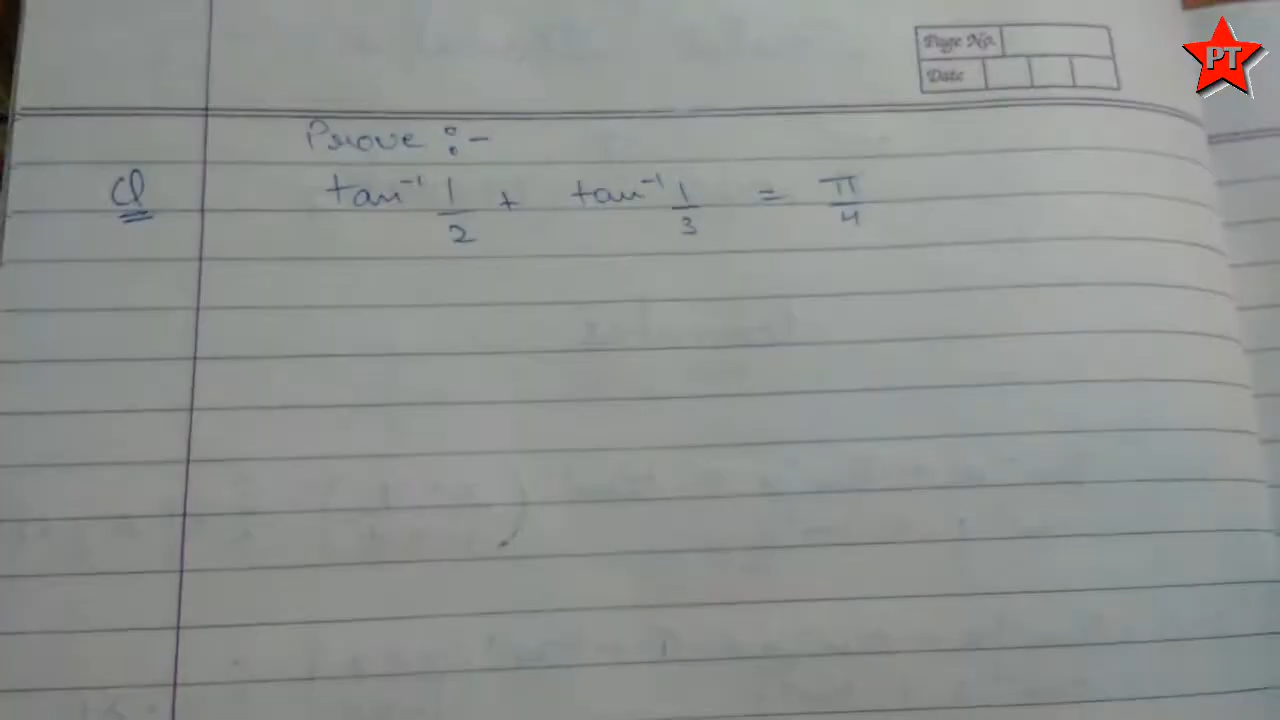 Page No.
Date
PT
Prove :-
Q tan⁻¹ 1/2 + tan⁻¹ 1/3 = π/4